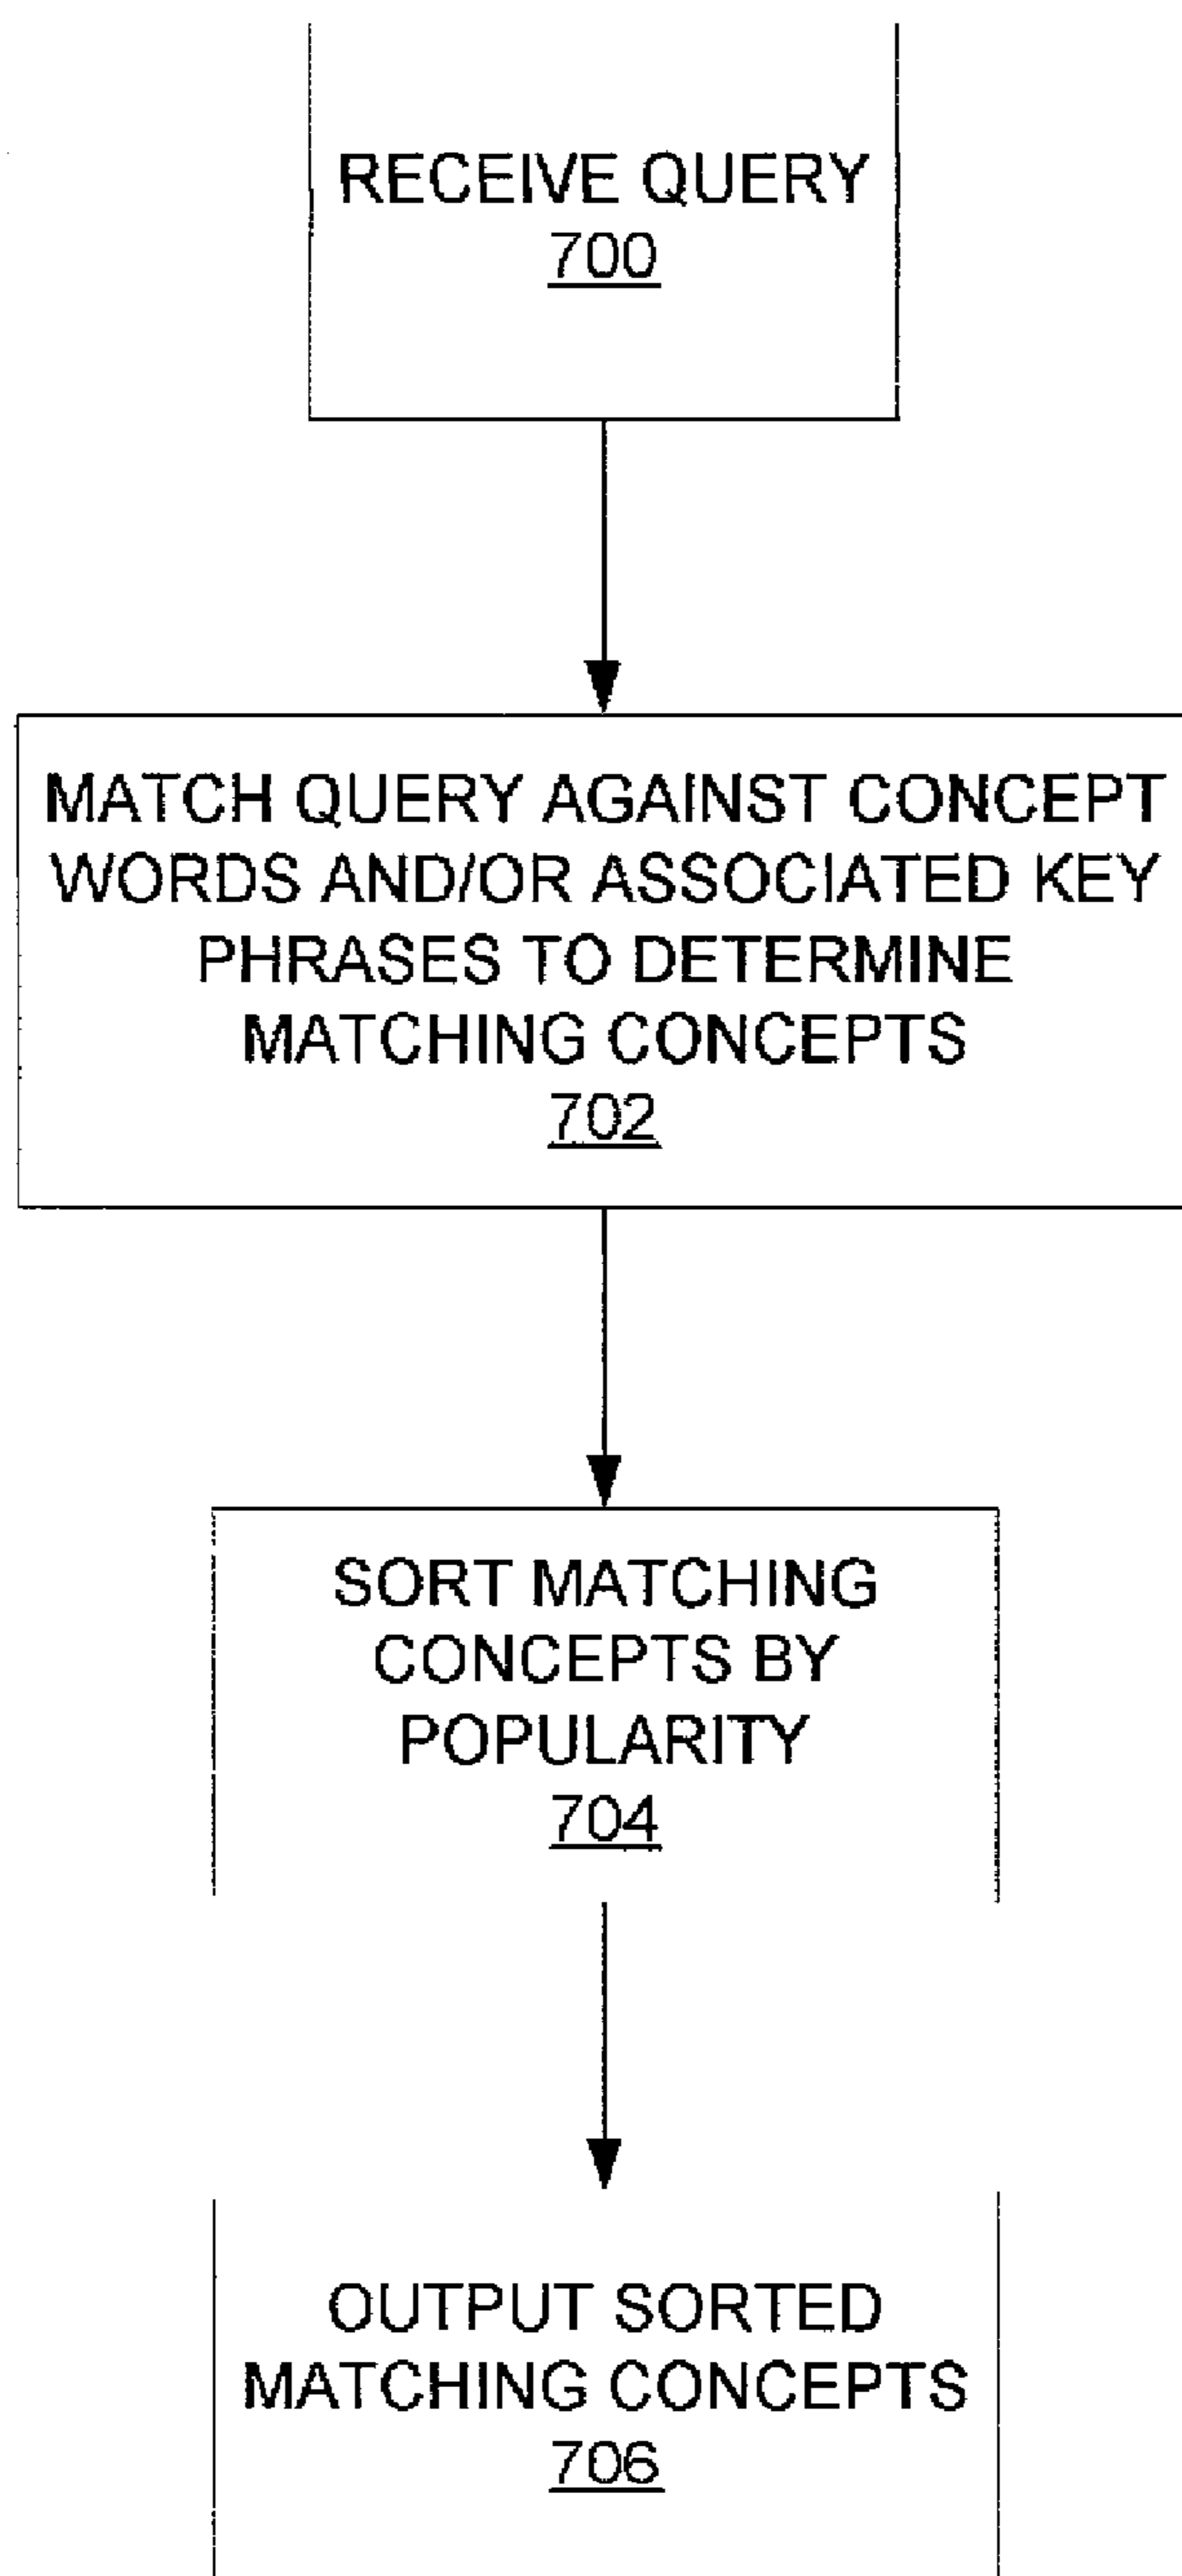 RECEIVE QUERY
700
MATCH QUERY AGAINST CONCEPT
WORDS AND/OR ASSOCIATED KEY
PHRASES TO DETERMINE
MATCHING CONCEPTS
702
SORT MATCHING
CONCEPTS BY
POPULARITY
704
OUTPUT SORTED
MATCHING CONCEPTS
706